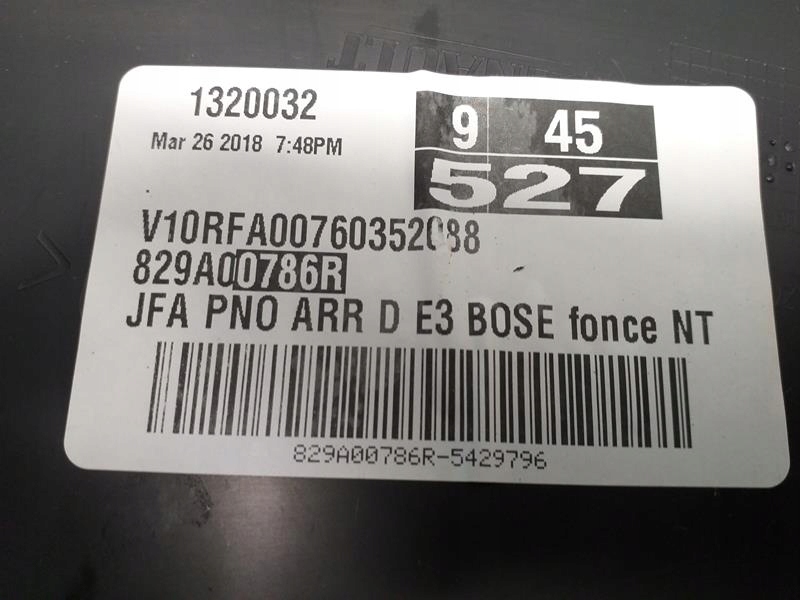 1320032
9 45
Mar 26 2018 7:48PM
527
V10RFA00760352088
829A00786R
JFA PNO ARR D E3 BOSE fonce NT
829A00786R-5429796